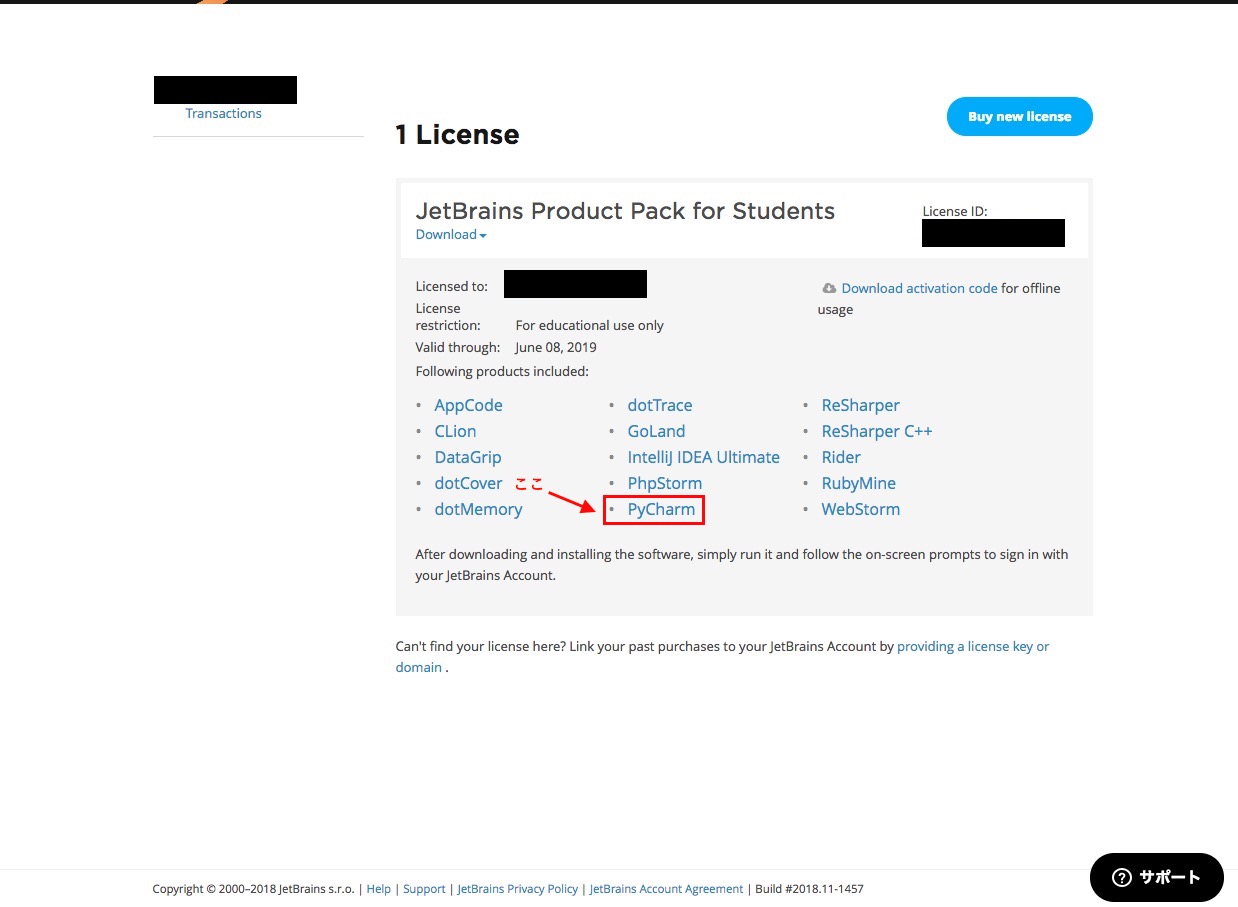 Transactions
1 License
Buy new license
JetBrains Product Pack for Students
Download
License ID:
Licensed to:
License
restriction: For educational use only
Valid through: June 08, 2019
Download activation code for offline
usage
Following products included:
• AppCode
• CLion
• DataGrip
• dotCover
• dotMemory
• dotTrace
• GoLand
• IntelliJ IDEA Ultimate
• PhpStorm
ここ
• PyCharm
• ReSharper
• ReSharper C++
• Rider
• RubyMine
• WebStorm
After downloading and installing the software, simply run it and follow the on-screen prompts to sign in with
your JetBrains Account.
Can't find your license here? Link your past purchases to your JetBrains Account by providing a license key or
domain .
Copyright © 2000–2018 JetBrains s.r.o. | Help | Support | JetBrains Privacy Policy | JetBrains Account Agreement | Build #2018.11-1457
サポート